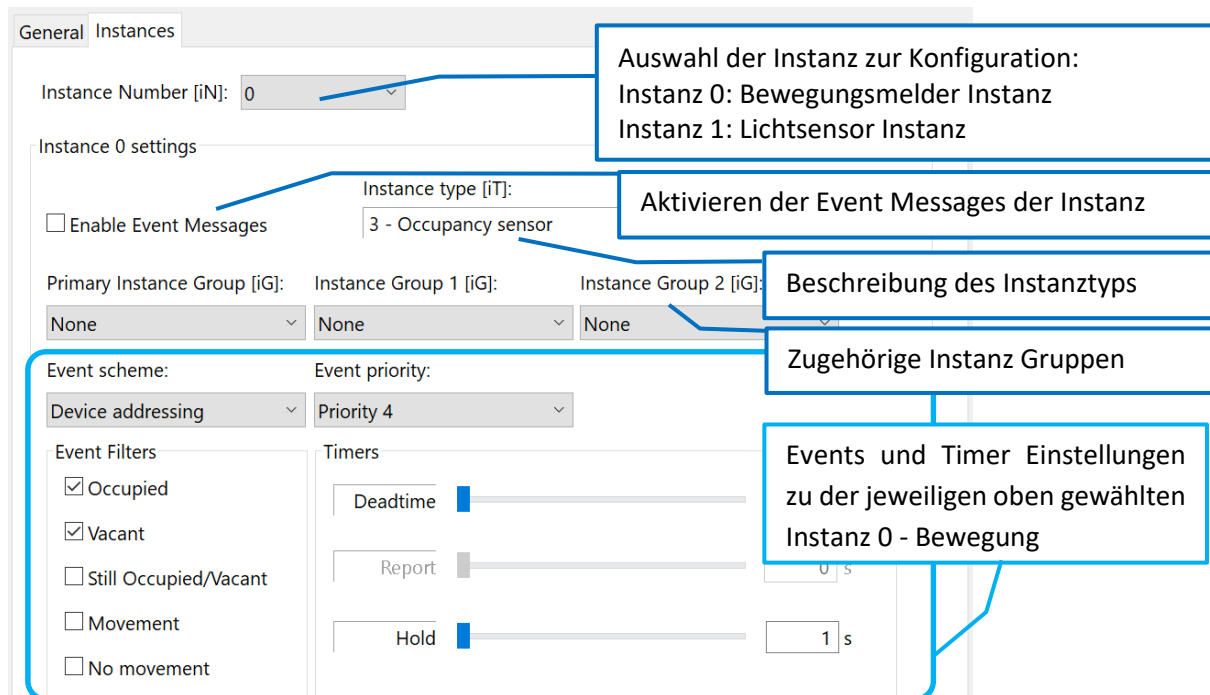 General Instances
Auswahl der Instanz zur Konfiguration:
Instanz 0: Bewegungsmelder Instanz
Instanz 1: Lichtsensor Instanz
Instance Number [iN]: 0
Instance 0 settings
Instance type [iT]:
Aktivieren der Event Messages der Instanz
Enable Event Messages
3 - Occupancy sensor
Beschreibung des Instanztyps
Primary Instance Group [iG]: Instance Group 1 [iG]: Instance Group 2 [iG]:
None None None
Zugehörige Instanz Gruppen
Event scheme: Event priority:
Device addressing Priority 4
Events und Timer Einstellungen
zu der jeweiligen oben gewählten
Instanz 0 - Bewegung
Event Filters
Occupied
Vacant
Still Occupied/Vacant
Movement
No movement
Timers
Deadtime
Report 0 s
Hold 1 s